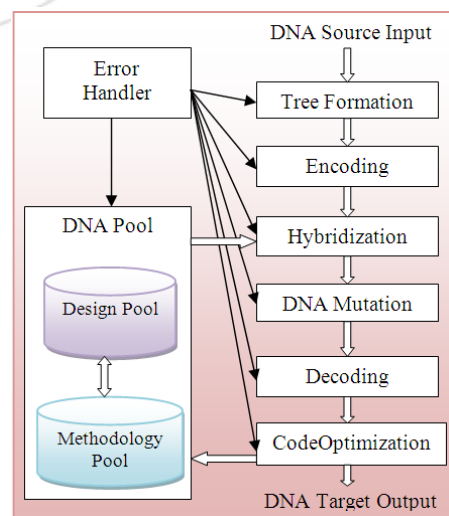 DNA Source Input
Error
Handler
Tree Formation
Encoding
DNA Pool
Hybridization
Design Pool
DNA Mutation
Decoding
Methodology
Pool
CodeOptimization
DNA Target Output